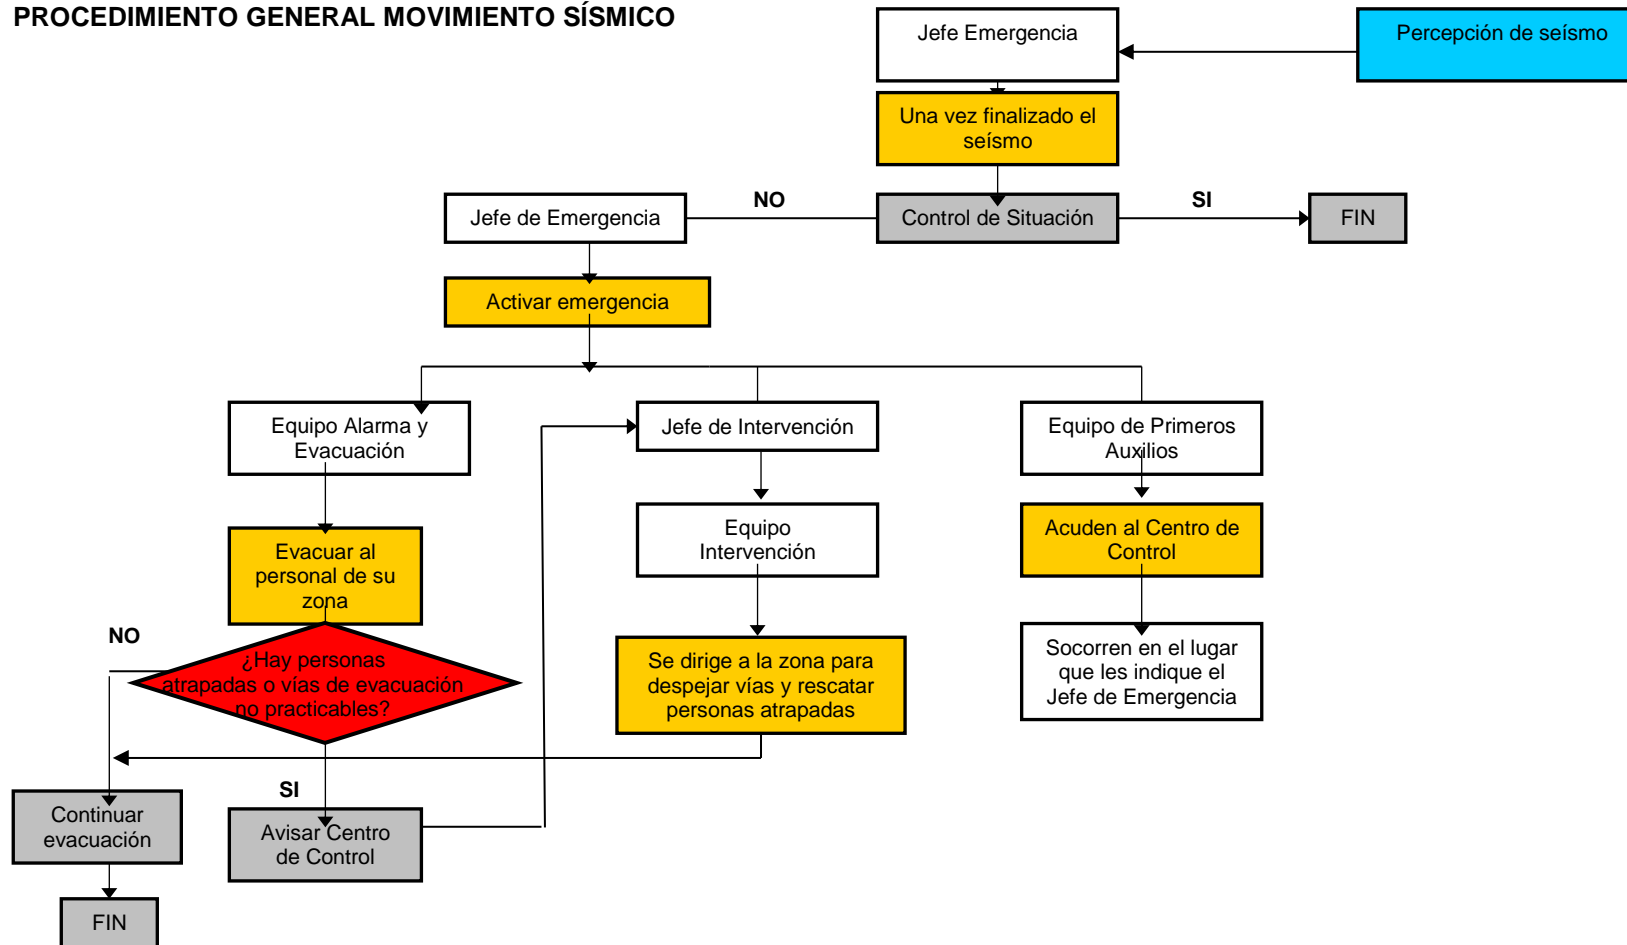 PROCEDIMIENTO GENERAL MOVIMIENTO SÍSMICO
Jefe Emergencia
Percepción de seísmo
Una vez finalizado el
seísmo
Jefe de Emergencia
NO
Control de Situación
SI
FIN
Activar emergencia
Equipo Alarma y
Evacuación
Jefe de Intervención
Equipo de Primeros
Auxilios
Evacuar al
personal de su
zona
Equipo
Intervención
Acuden al Centro de
Control
NO
¿Hay personas
atrapadas o vías de evacuación
no practicables?
Se dirige a la zona para
despejar vías y rescatar
personas atrapadas
Socorren en el lugar
que les indique el
Jefe de Emergencia
SI
Continuar
evacuación
Avisar Centro
de Control
FIN